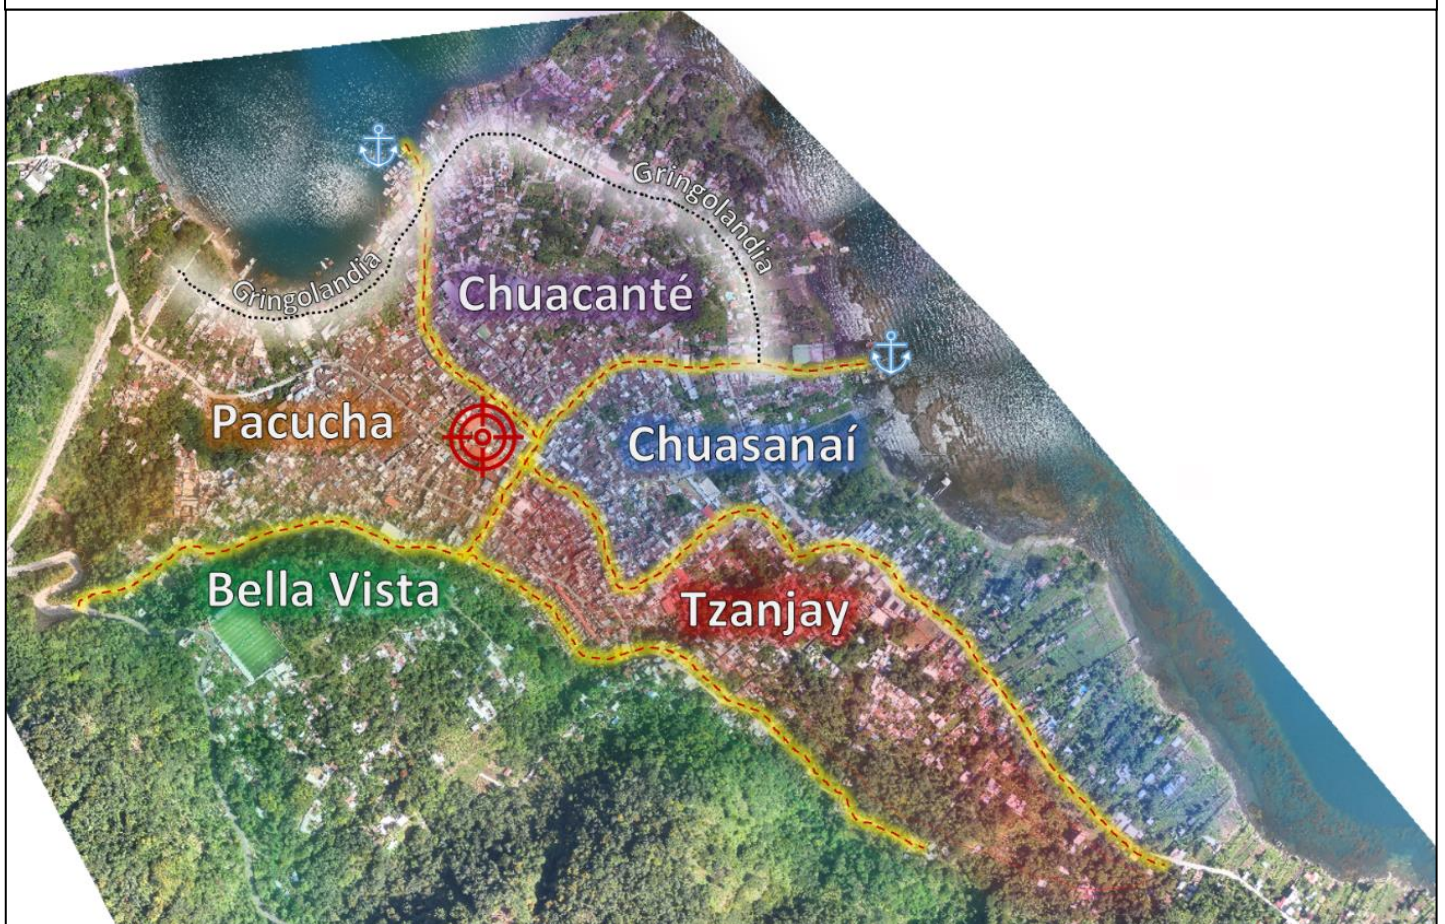 Gringolandia
Gringolandia
Chuacanté
Pacucha
Chuasanaí
Bella Vista
Tzanjay